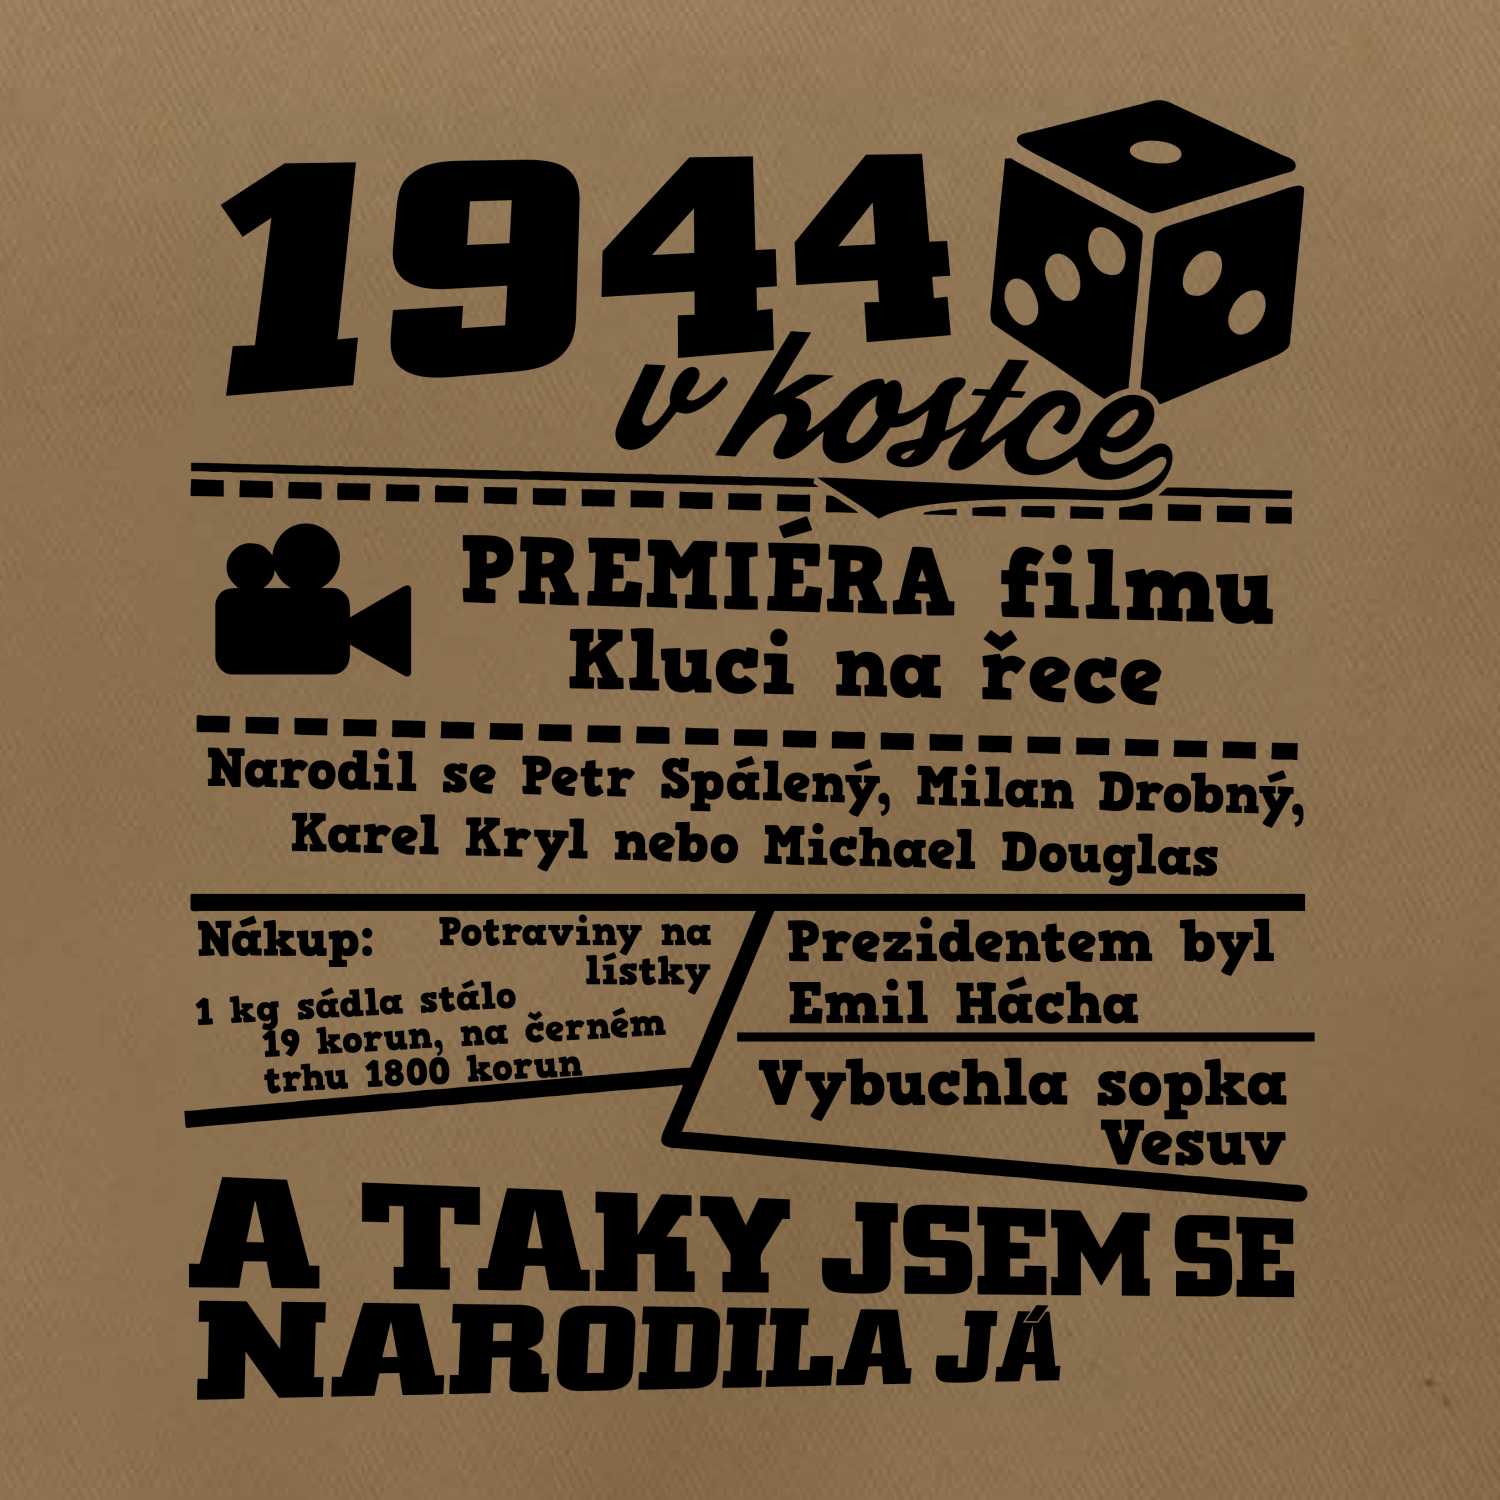 1944
v kostce
PREMIÉRA filmu
Kluci na řece
Narodil se Petr Spálený, Milan Drobný,
Karel Kryl nebo Michael Douglas
Nákup:
Potraviny na
lístky
1 kg sádla stálo
19 korun, na černém
trhu 1800 korun
Prezidentem byl
Emil Hácha
Vybuchla sopka
Vesuv
A TAKY JSEM SE
NARODILA JÁ